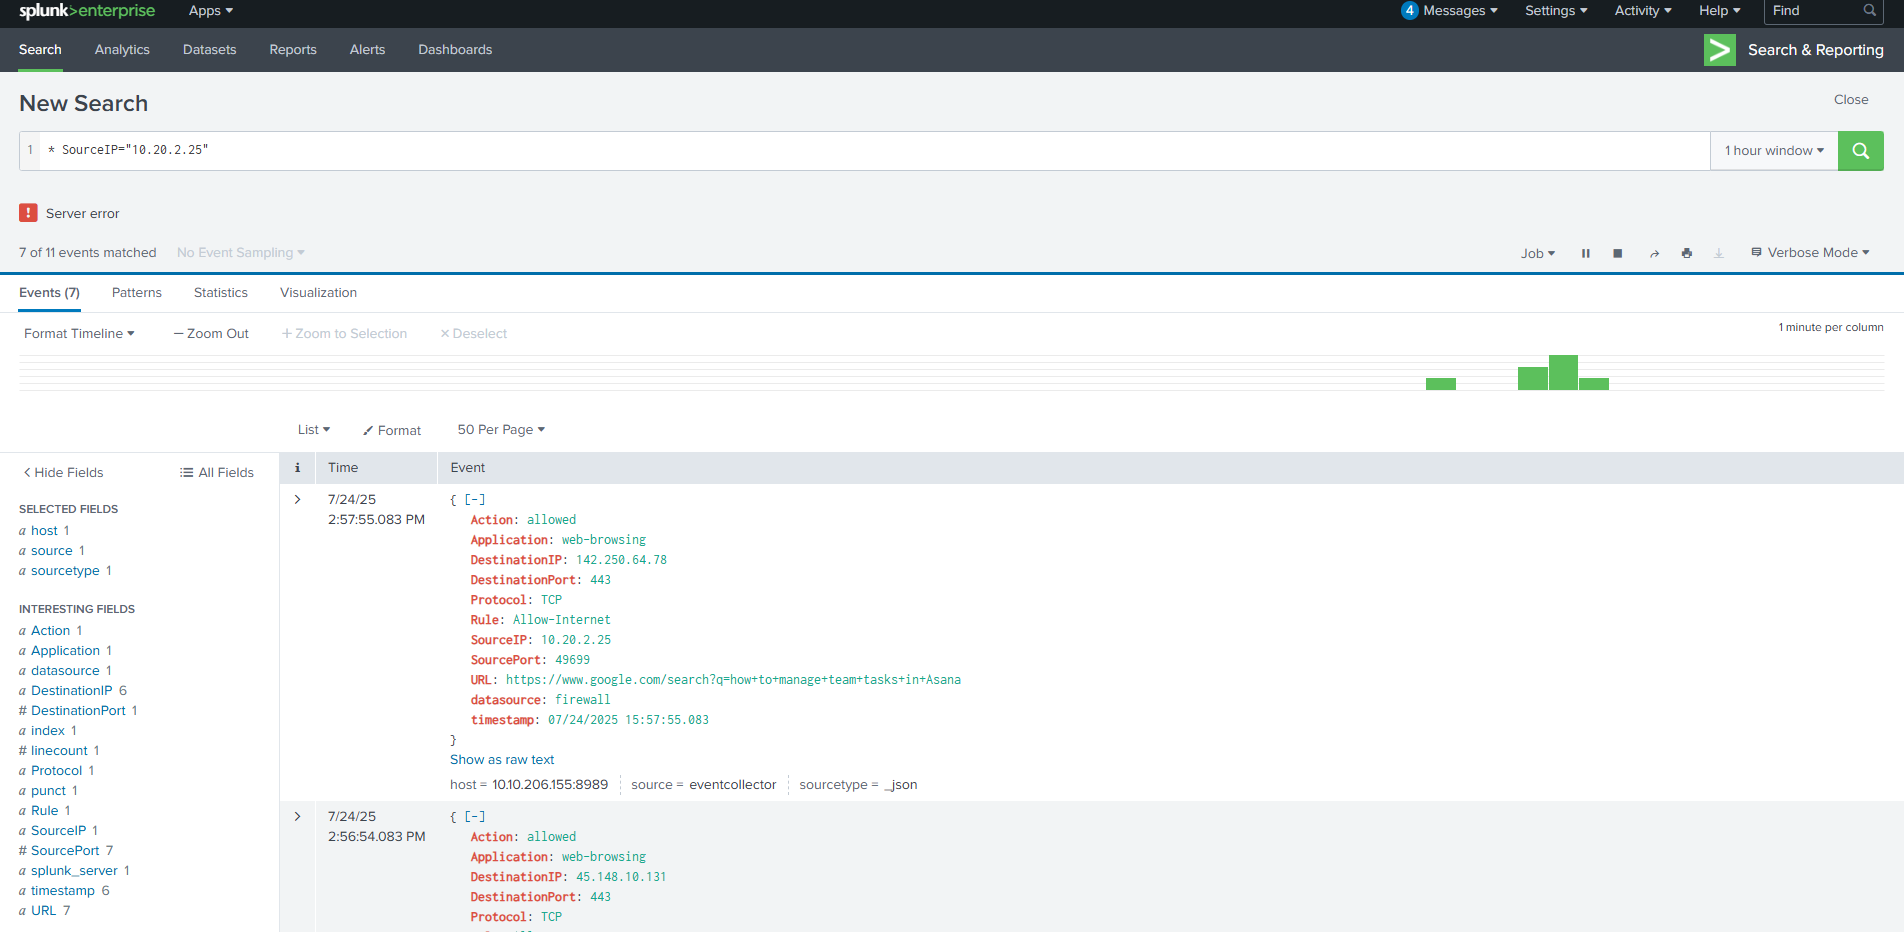 splunk>enterprise Apps 4 Messages Settings Activity Help Find
Search Analytics Datasets Reports Alerts Dashboards Search & Reporting
New Search
Close
1 * SourceIP="10.20.2.25" 1 hour window
! Server error
7 of 11 events matched No Event Sampling Job Verbose Mode
Events (7) Patterns Statistics Visualization
Format Timeline — Zoom Out + Zoom to Selection × Deselect
1 minute per column
List Format 50 Per Page
< Hide Fields All Fields
SELECTED FIELDS
a host 1
a source 1
a sourcetype 1
INTERESTING FIELDS
a Action 1
a Application 1
a datasource 1
a DestinationIP 6
# DestinationPort 1
a index 1
# linecount 1
a Protocol 1
a punct 1
a Rule 1
a SourceIP 1
# SourcePort 7
a splunk_server 1
a timestamp 6
a URL 7
i Time Event
> 7/24/25
2:57:55.083 PM
{ [-]
Action: allowed
Application: web-browsing
DestinationIP: 142.250.64.78
DestinationPort: 443
Protocol: TCP
Rule: Allow-Internet
SourceIP: 10.20.2.25
SourcePort: 49699
URL: https://www.google.com/search?q=how+to+manage+team+tasks+in+Asana
datasource: firewall
timestamp: 07/24/2025 15:57:55.083
}
Show as raw text
host = 10.10.206.155:8989 source = eventcollector sourcetype = _json
> 7/24/25
2:56:54.083 PM
{ [-]
Action: allowed
Application: web-browsing
DestinationIP: 45.148.10.131
DestinationPort: 443
Protocol: TCP